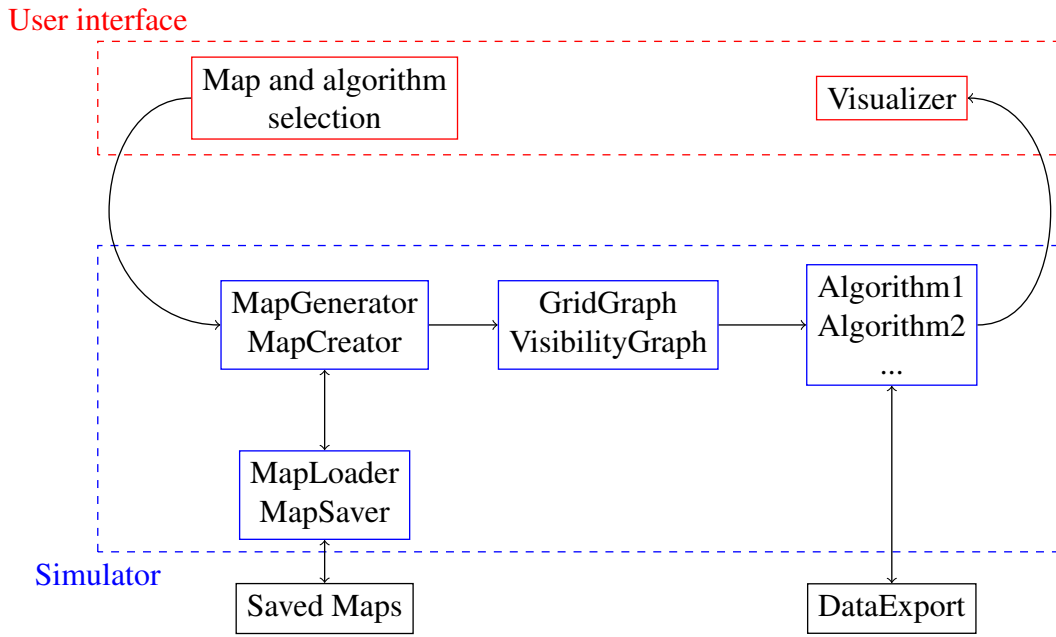 User interface
Map and algorithm
selection
Visualizer
MapGenerator
MapCreator
GridGraph
VisibilityGraph
Algorithm1
Algorithm2
...
MapLoader
MapSaver
Simulator
Saved Maps
DataExport